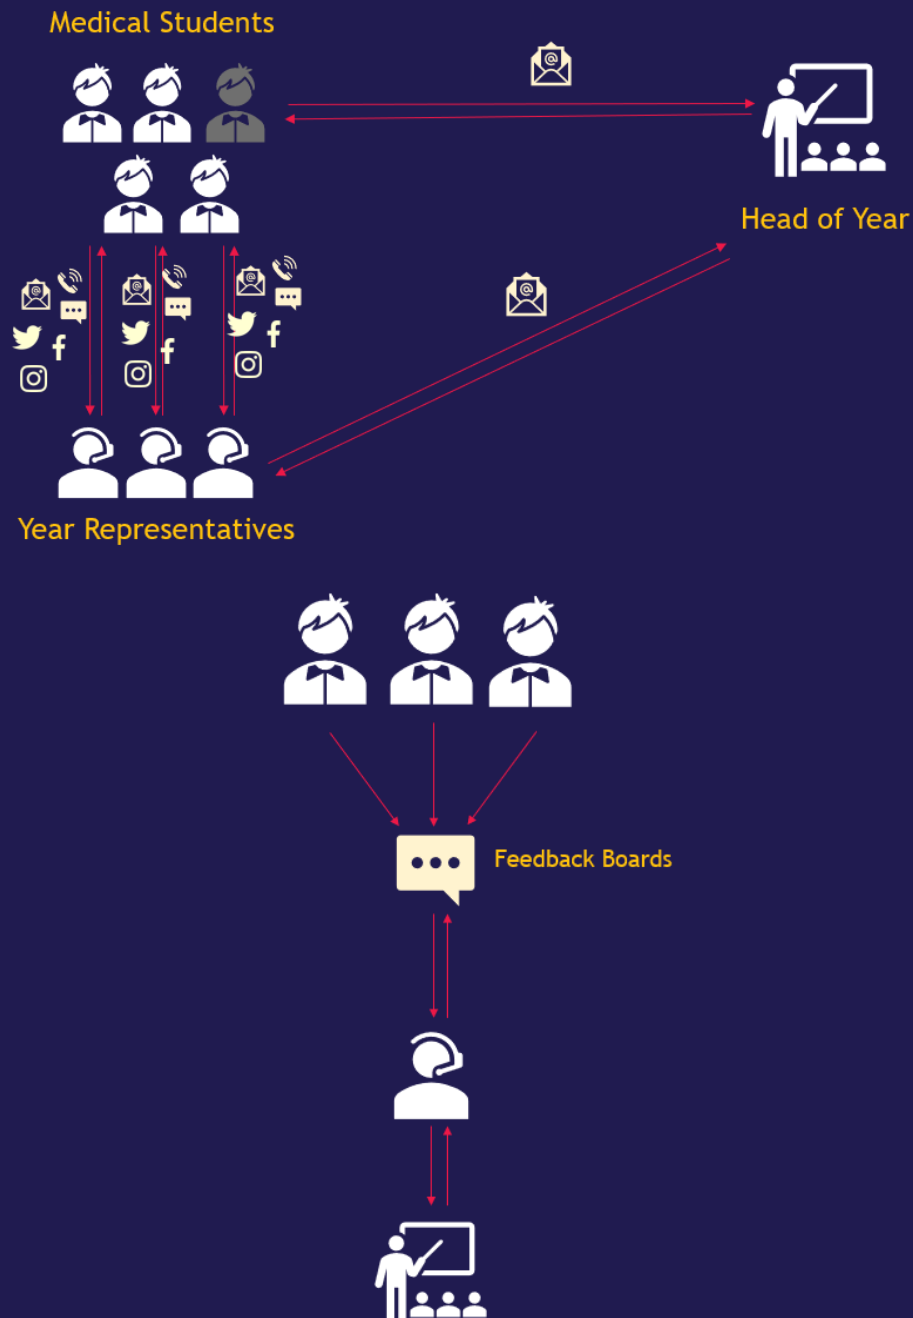 Medical Students
Head of Year
Year Representatives
Feedback Boards